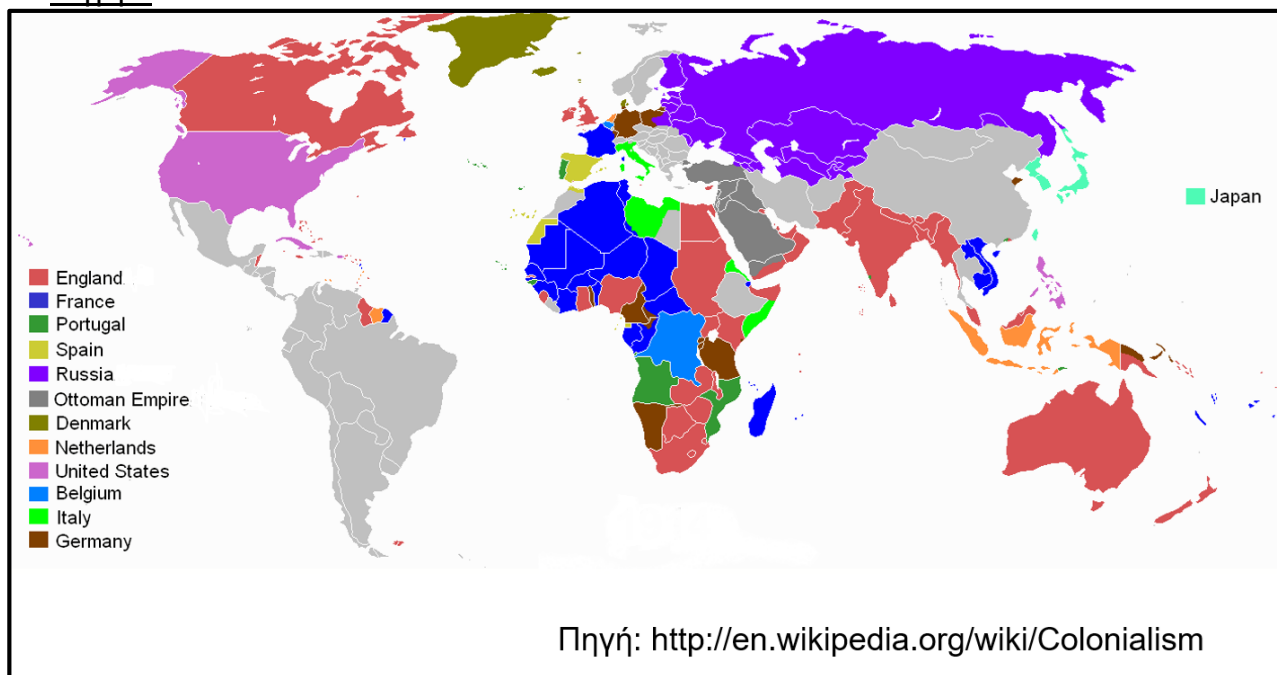 Japan
England
France
Portugal
Spain
Russia
Ottoman Empire
Denmark
Netherlands
United States
Belgium
Italy
Germany
Πηγή: http://en.wikipedia.org/wiki/Colonialism